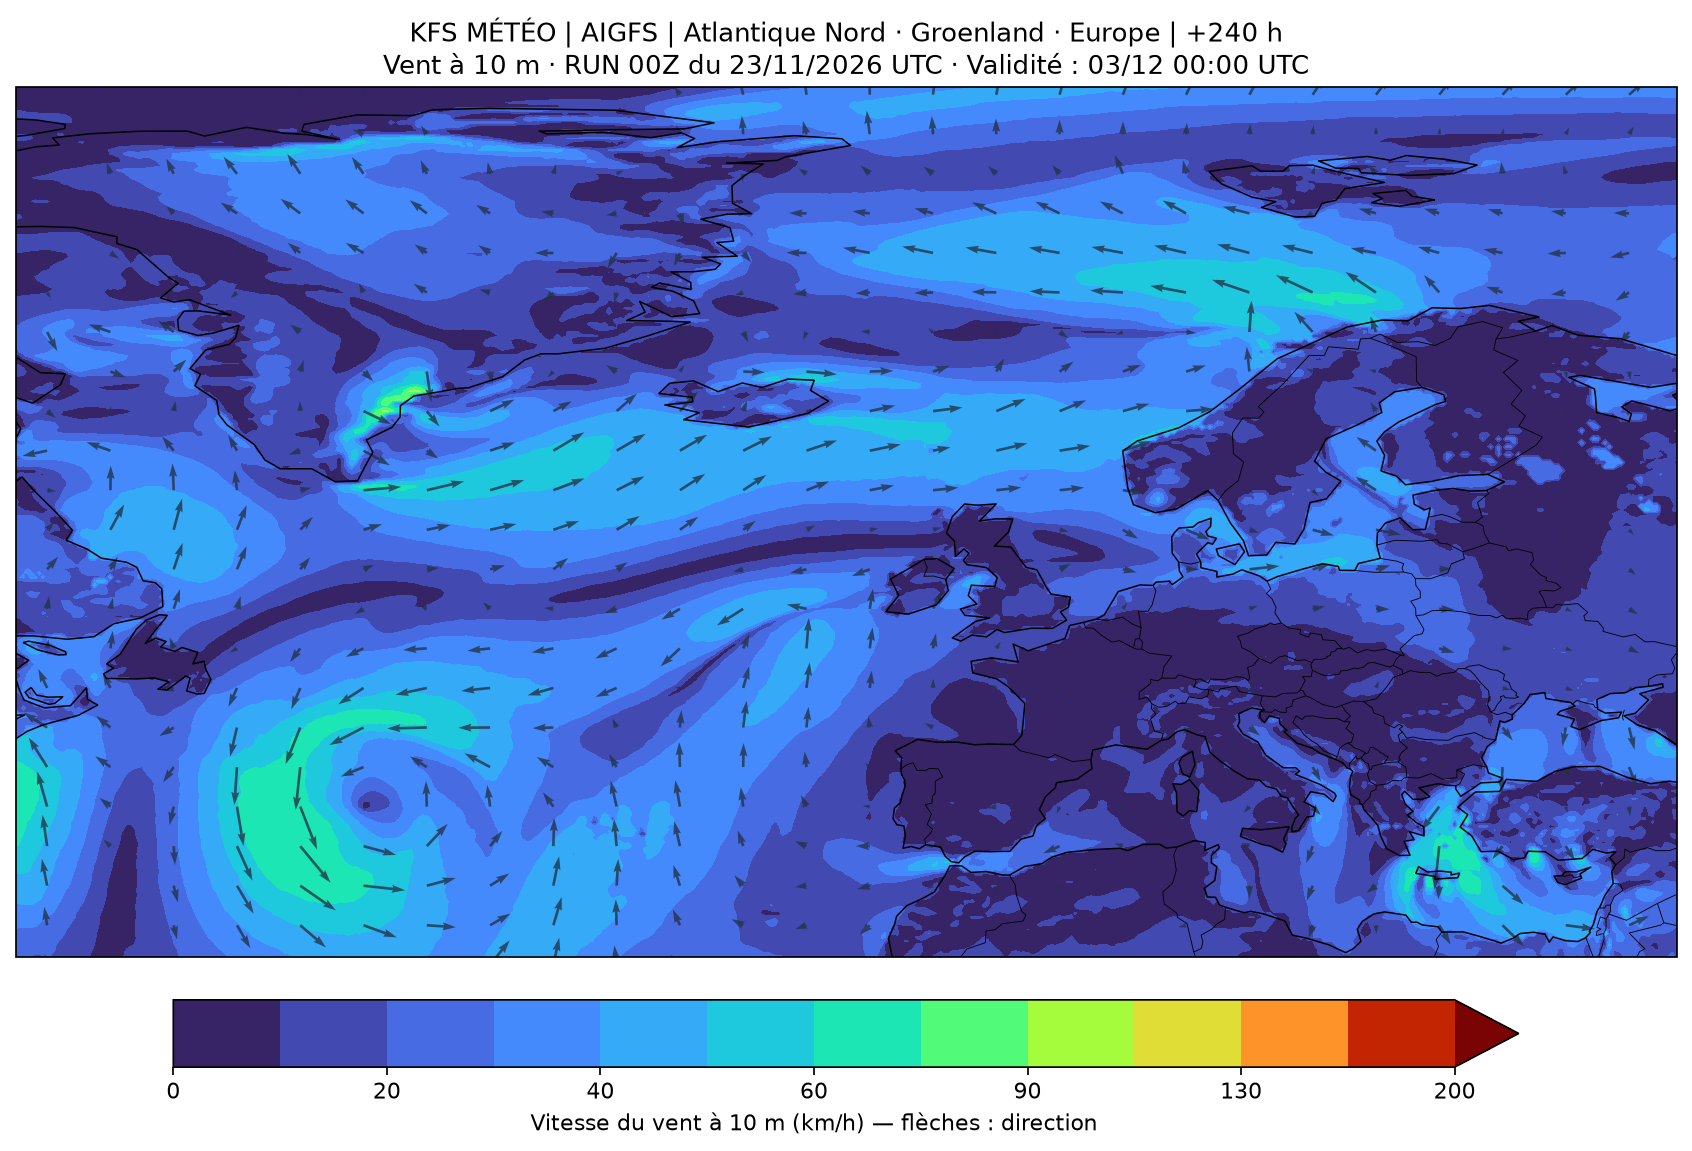 KFS MÉTÉO | AIGFS | Atlantique Nord · Groenland · Europe | +240 h
Vent à 10 m · RUN 00Z du 23/11/2026 UTC · Validité : 03/12 00:00 UTC
0 20 40 60 90 130 200
Vitesse du vent à 10 m (km/h) — flèches : direction